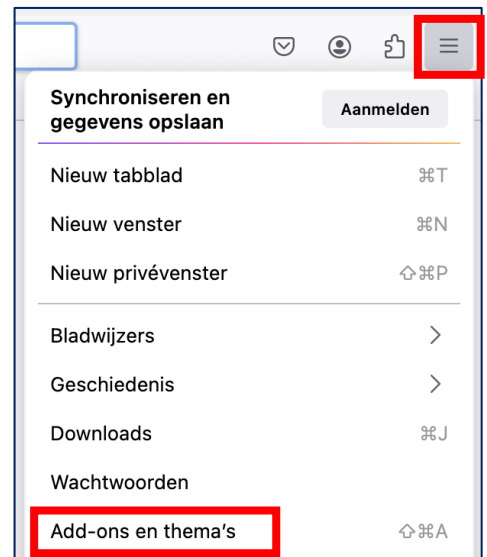 Synchroniseren en
gegevens opslaan
Aanmelden
Nieuw tabblad ⌘T
Nieuw venster ⌘N
Nieuw privévenster ⇧⌘P
Bladwijzers
Geschiedenis
Downloads ⌘J
Wachtwoorden
Add-ons en thema's ⇧⌘A